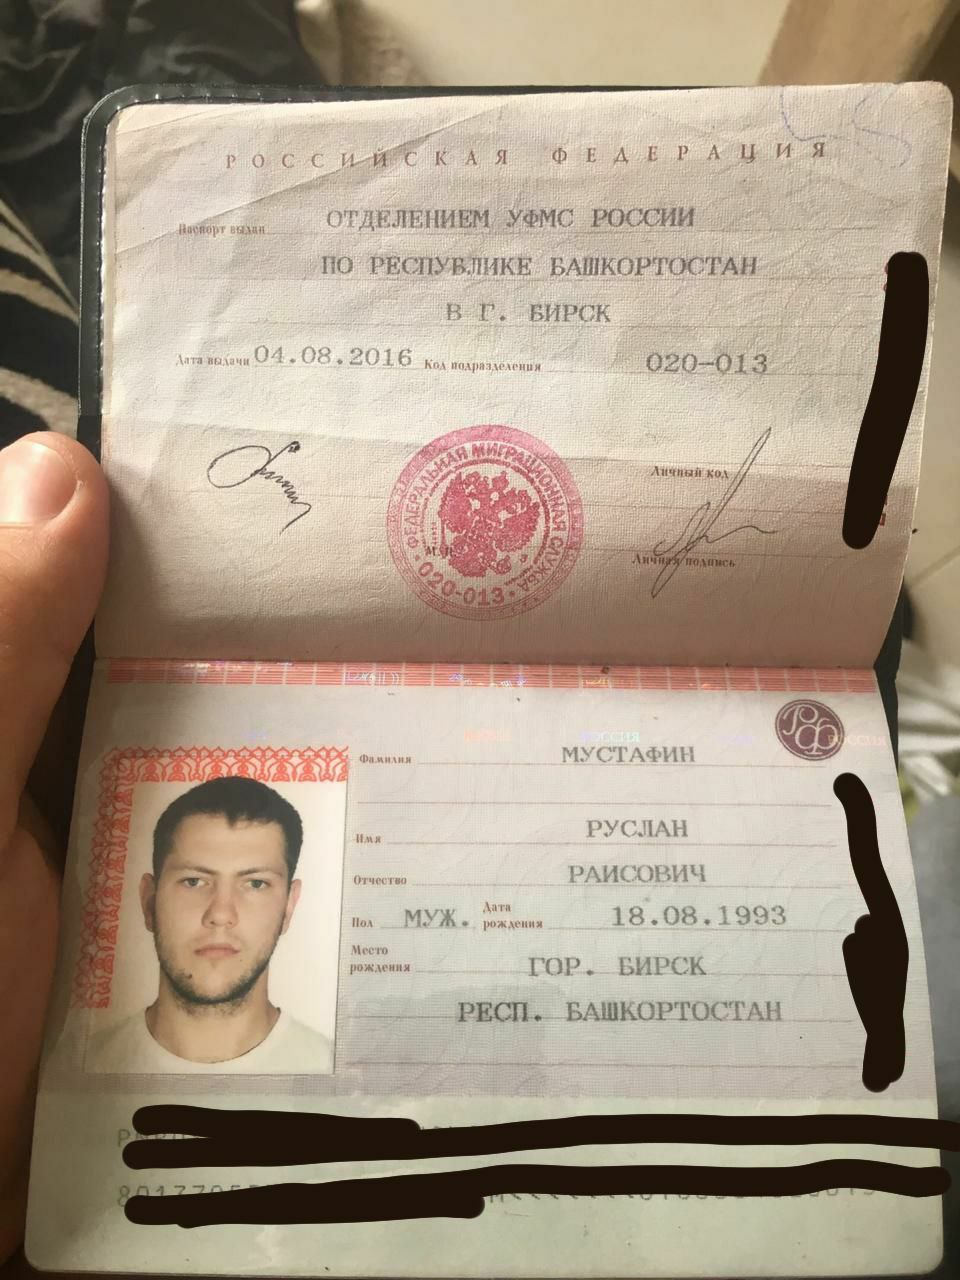 РОССИЙСКАЯ ФЕДЕРАЦИЯ
Паспорт выдан ОТДЕЛЕНИЕМ УФМС РОССИИ
ПО РЕСПУБЛИКЕ БАШКОРТОСТАН
В Г. БИРСК
Дата выдачи 04.08.2016 Код подразделения 020-013
Личный код
Личная подпись
ФЕДЕРАЛЬНАЯ МИГРАЦИОННАЯ СЛУЖБА
020-013
РФ
РОССИЯ РОССИЯ
Фамилия МУСТАФИН
Имя РУСЛАН
Отчество РАИСОВИЧ
Пол МУЖ. Дата рождения 18.08.1993
Место рождения ГОР. БИРСК
РЕСП. БАШКОРТОСТАН